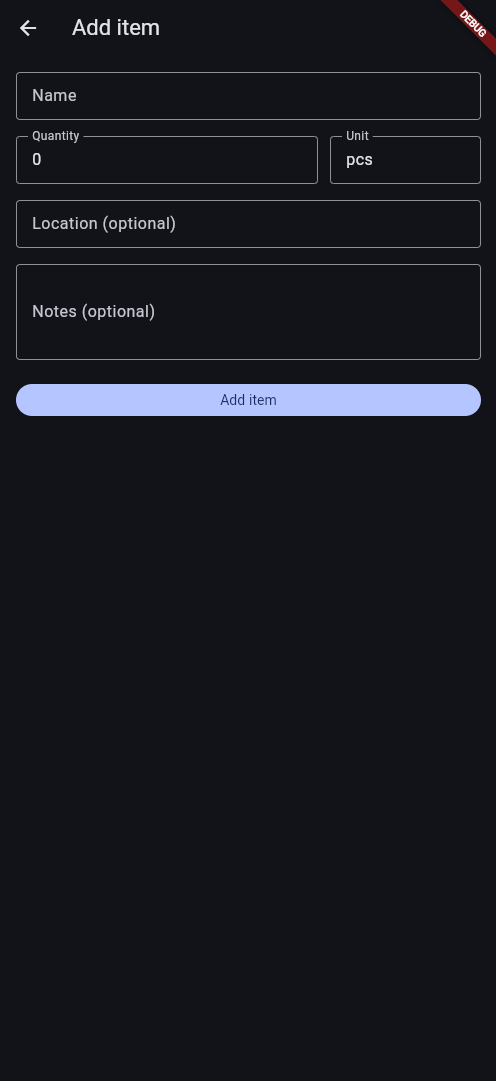 Add item
DEBUG
Name
Quantity
0
Unit
pcs
Location (optional)
Notes (optional)
Add item